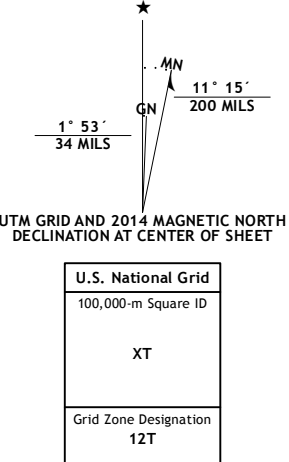 ★
MN
11° 15´
200 MILS
GN
1° 53´
34 MILS
UTM GRID AND 2014 MAGNETIC NORTH
DECLINATION AT CENTER OF SHEET
U.S. National Grid
100,000-m Square ID
XT
Grid Zone Designation
12T